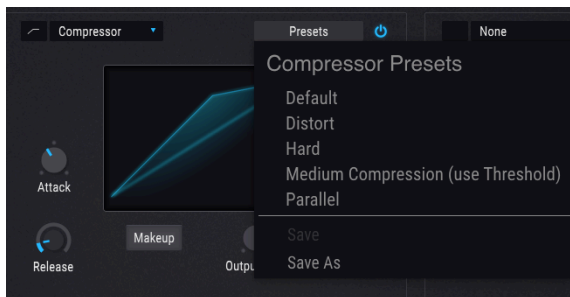 Compressor
Presets
None
Compressor Presets
Default
Distort
Hard
Medium Compression (use Threshold)
Parallel
Attack
Makeup
Save
Release
Outpu
Save As